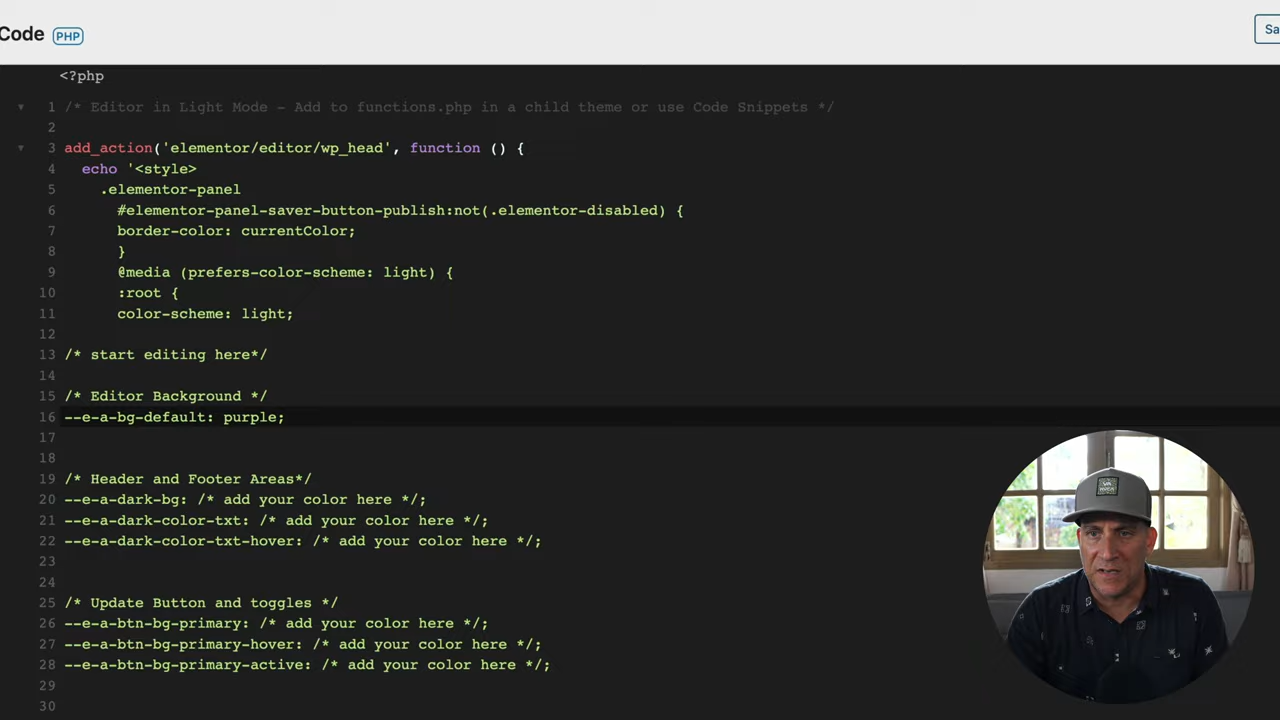 Code PHP
Sa
<?php
1 /* Editor in Light Mode – Add to functions.php in a child theme or use Code Snippets */
2
3 add_action('elementor/editor/wp_head', function () {
4 echo '<style>
5 .elementor-panel
6 #elementor-panel-saver-button-publish:not(.elementor-disabled) {
7 border-color: currentColor;
8 }
9 @media (prefers-color-scheme: light) {
10 :root {
11 color-scheme: light;
12
13 /* start editing here*/
14
15 /* Editor Background */
16 --e-a-bg-default: purple;
17
18
19 /* Header and Footer Areas*/
20 --e-a-dark-bg: /* add your color here */;
21 --e-a-dark-color-txt: /* add your color here */;
22 --e-a-dark-color-txt-hover: /* add your color here */;
23
24
25 /* Update Button and toggles */
26 --e-a-btn-bg-primary: /* add your color here */;
27 --e-a-btn-bg-primary-hover: /* add your color here */;
28 --e-a-btn-bg-primary-active: /* add your color here */;
29
30